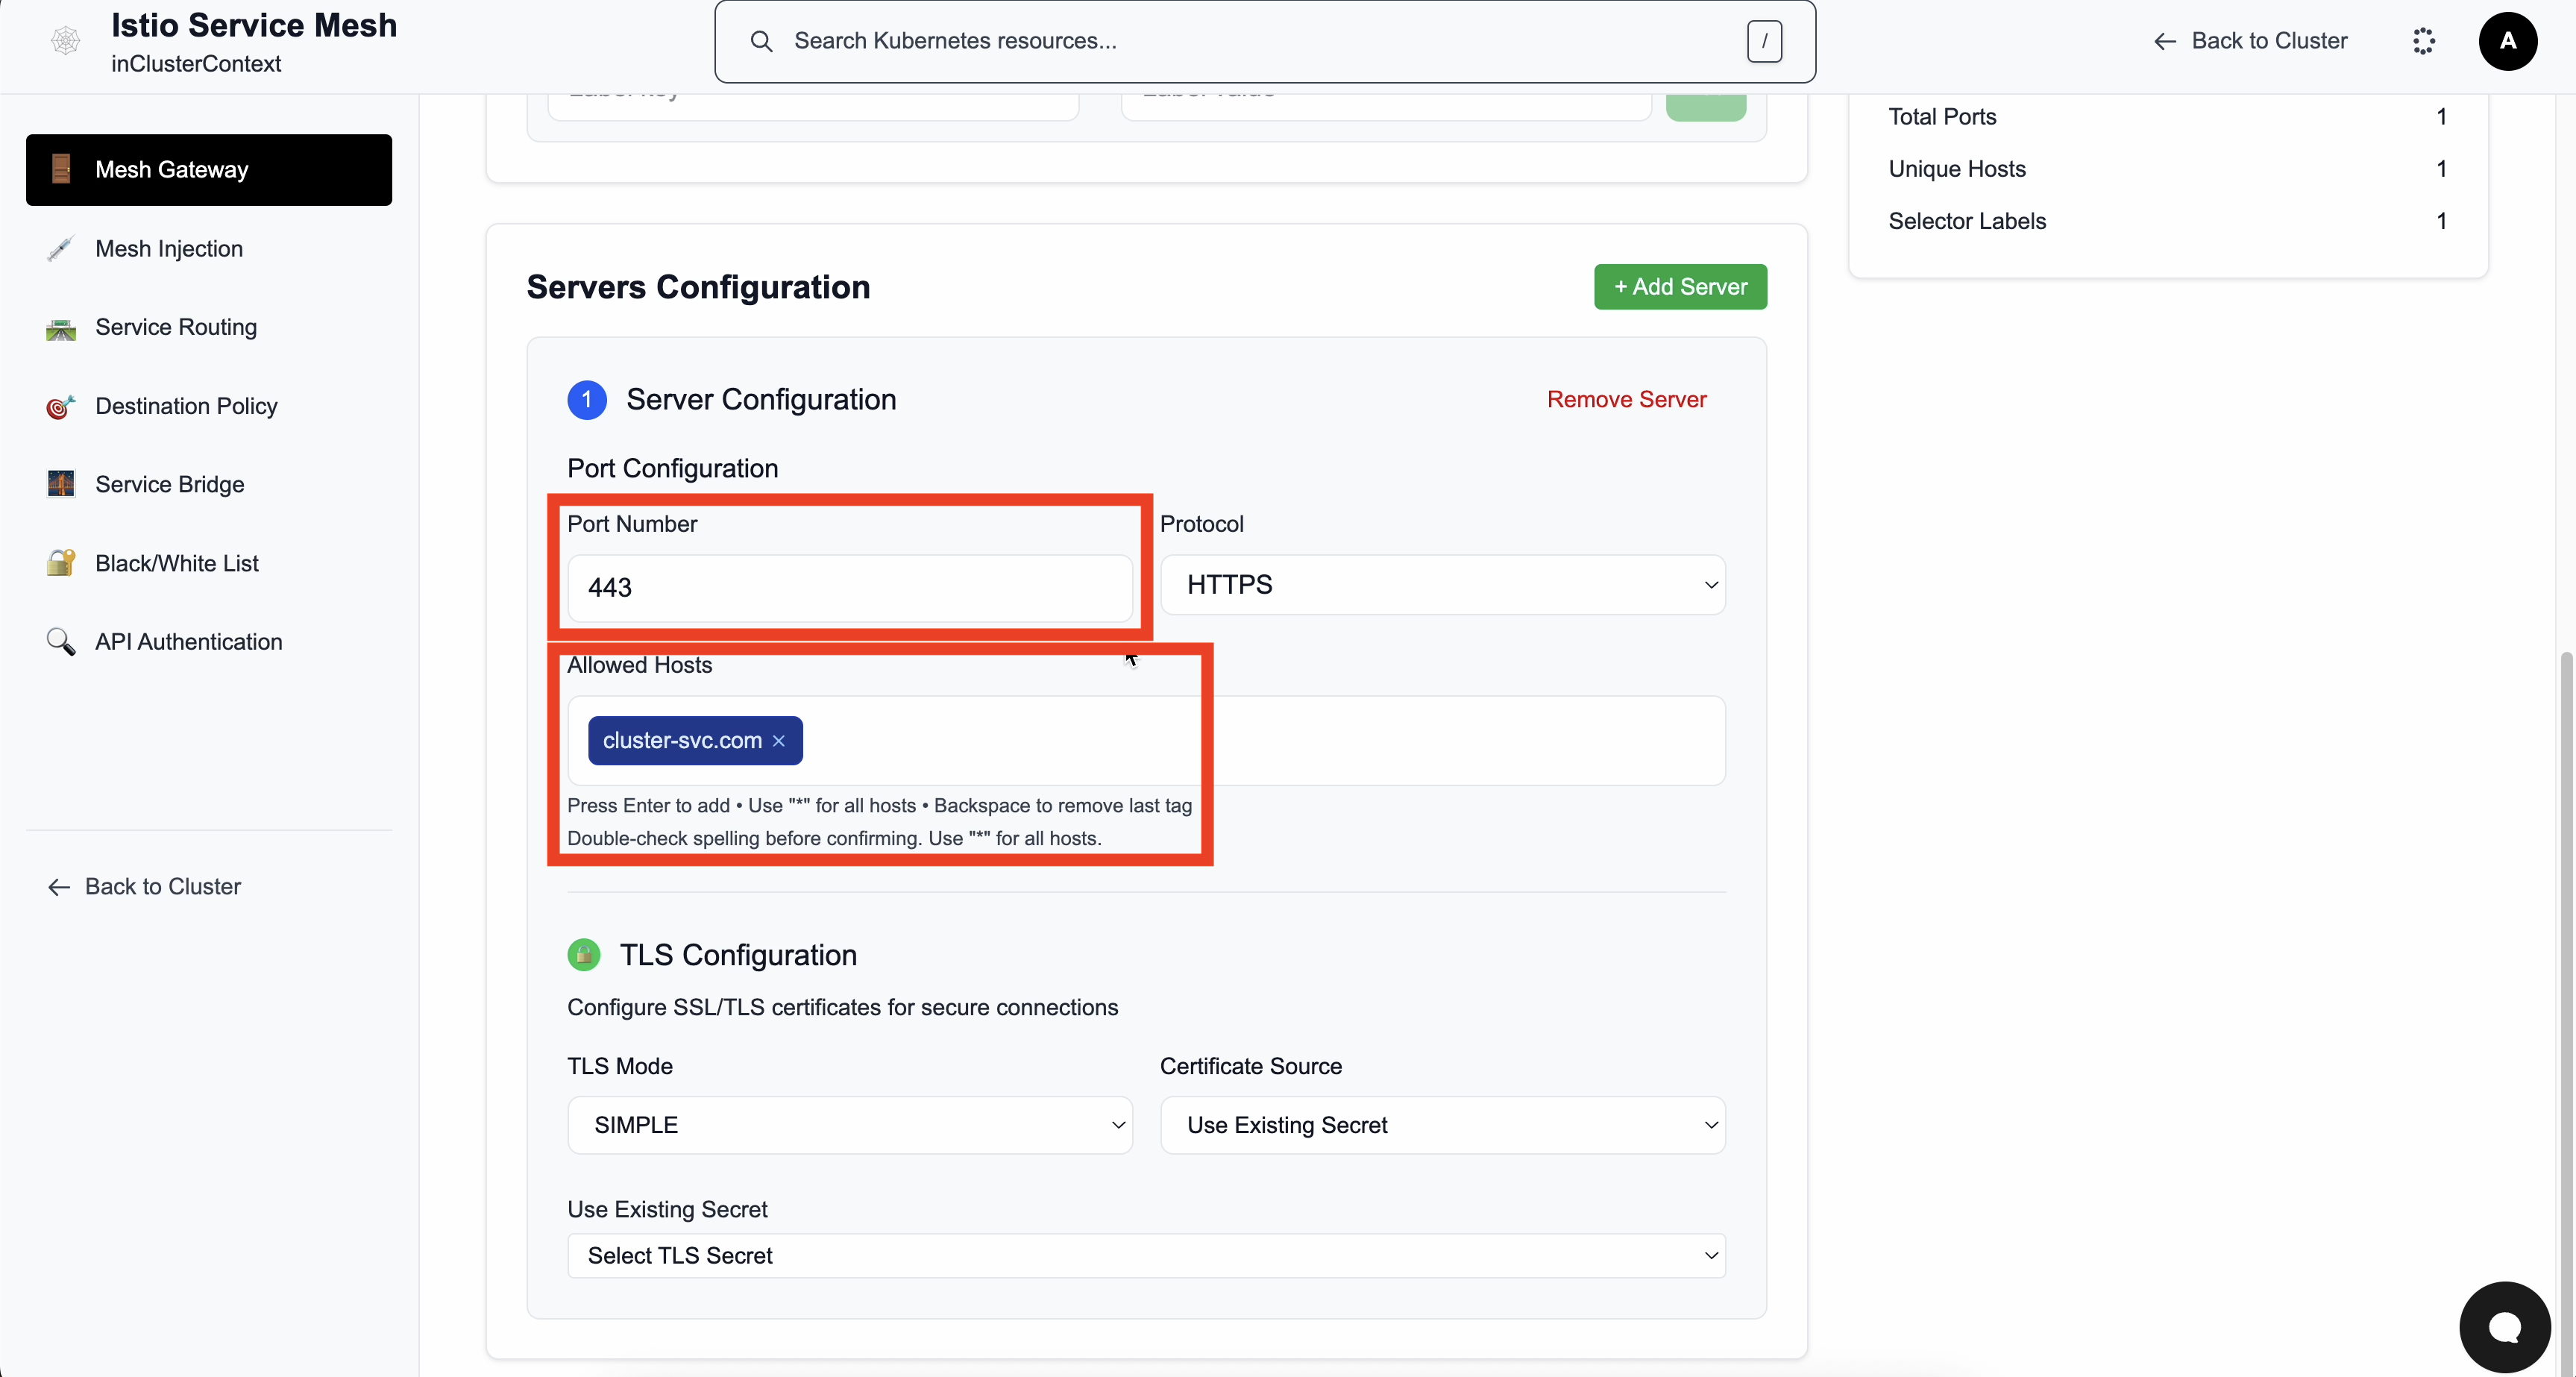 Istio Service Mesh
inClusterContext
Search Kubernetes resources...
/
Back to Cluster
A
Mesh Gateway
Mesh Injection
Service Routing
Destination Policy
Service Bridge
Black/White List
API Authentication
Back to Cluster
Total Ports 1
Unique Hosts 1
Selector Labels 1
Servers Configuration
+ Add Server
1 Server Configuration
Remove Server
Port Configuration
Port Number
443
Protocol
HTTPS
Allowed Hosts
cluster-svc.com ×
Press Enter to add • Use "*" for all hosts • Backspace to remove last tag
Double-check spelling before confirming. Use "*" for all hosts.
TLS Configuration
Configure SSL/TLS certificates for secure connections
TLS Mode
SIMPLE
Certificate Source
Use Existing Secret
Use Existing Secret
Select TLS Secret